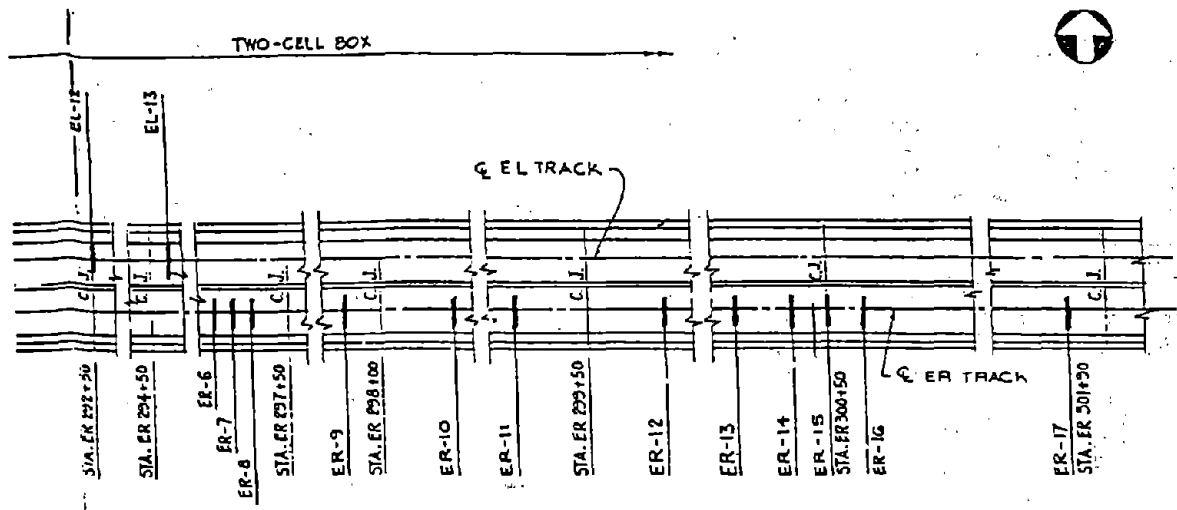 TWO-CELL BOX
EL-12
EL-13
℄ EL TRACK
C.J.
C.J.
C.J.
C.J.
C.J.
C.J.
C.J.
℄ ER TRACK
STA. ER 292+50
STA. ER 294+50
ER-6
ER-7
ER-8
STA. ER 297+50
ER-9
STA. ER 298+00
ER-10
ER-11
STA. ER 299+50
ER-12
ER-13
ER-14
ER-15
STA. ER 300+50
ER-16
ER-17
STA. ER 301+90